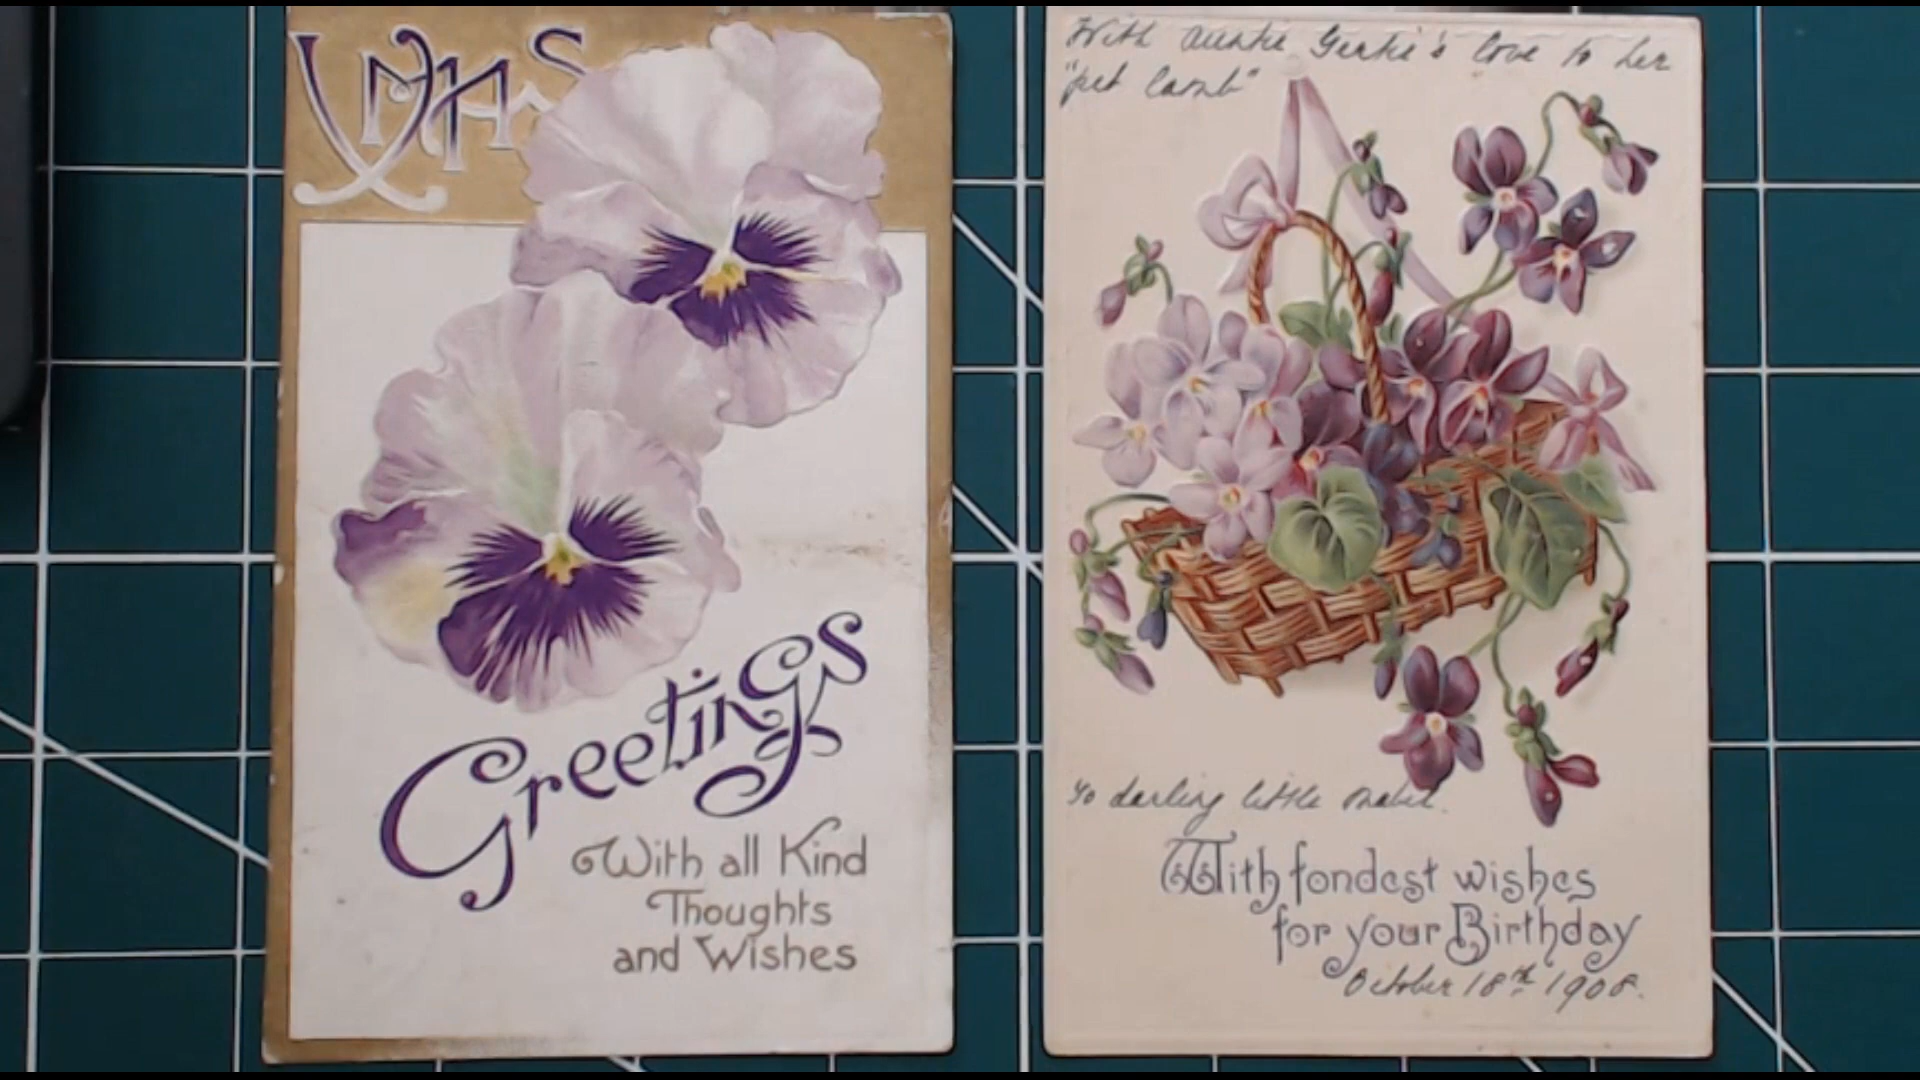 Xmas
Greetings
With all Kind
Thoughts
and Wishes
With Auntie Gertie's love to her
"pet lamb"
To darling little Mabel.
With fondest wishes
for your Birthday
October 18th 1908.